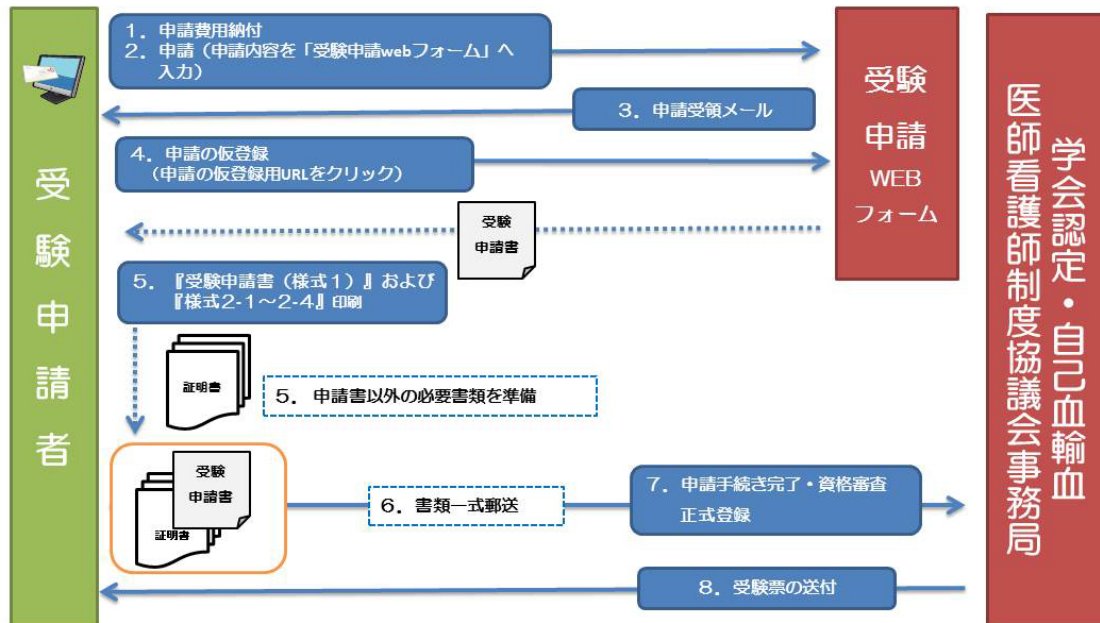 受験申請者
1．申請費用納付
2．申請（申請内容を「受験申請webフォーム」へ
入力）
3．申請受領メール
4．申請の仮登録
（申請の仮登録用URLをクリック）
受験
申請書
5．『受験申請書（様式1）』および
『様式2-1～2-4』印刷
証明書
5．申請書以外の必要書類を準備
受験
申請書
証明書
6．書類一式郵送
7．申請手続き完了・資格審査
正式登録
8．受験票の送付
受験
申請
WEB
フォーム
学会認定・自己血輸血
医師看護師制度協議会事務局